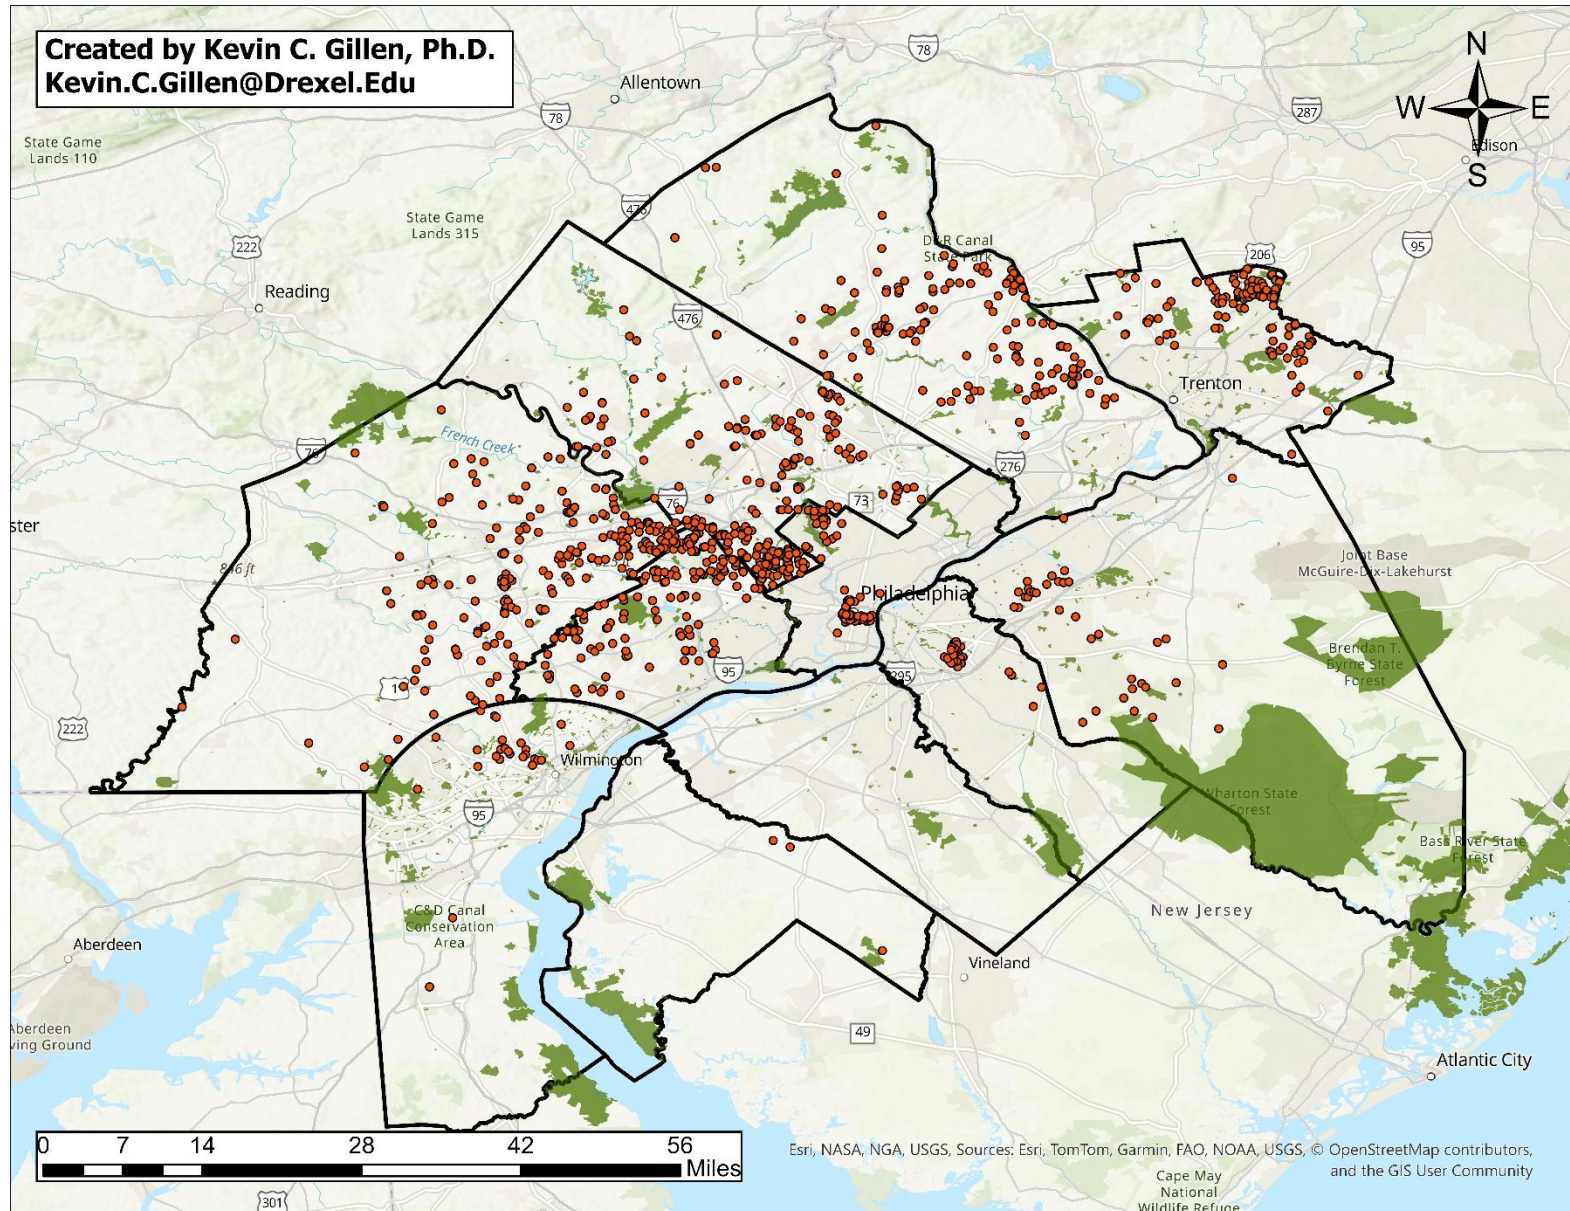 Created by Kevin C. Gillen, Ph.D.
Kevin.C.Gillen@Drexel.Edu
N
W
E
S
78
Allentown
78
287
Edison
State Game
Lands 110
476
State Game
Lands 315
222
D&R Canal
State Park
206
95
Reading
476
Trenton
French Creek
76
276
76
73
ster
Joint Base
McGuire-Dix-Lakehurst
846 ft
Philadelphia
Brendan T.
Byrne State
Forest
95
295
1
222
Wilmington
Wharton State
Forest
95
Bass River State
Forest
C&D Canal
Conservation
Area
New Jersey
Aberdeen
Vineland
Aberdeen
ving Ground
49
Atlantic City
0 7 14 28 42 56
Miles
Esri, NASA, NGA, USGS, Sources: Esri, TomTom, Garmin, FAO, NOAA, USGS, © OpenStreetMap contributors,
and the GIS User Community
Cape May
National
Wildlife Refuge
301